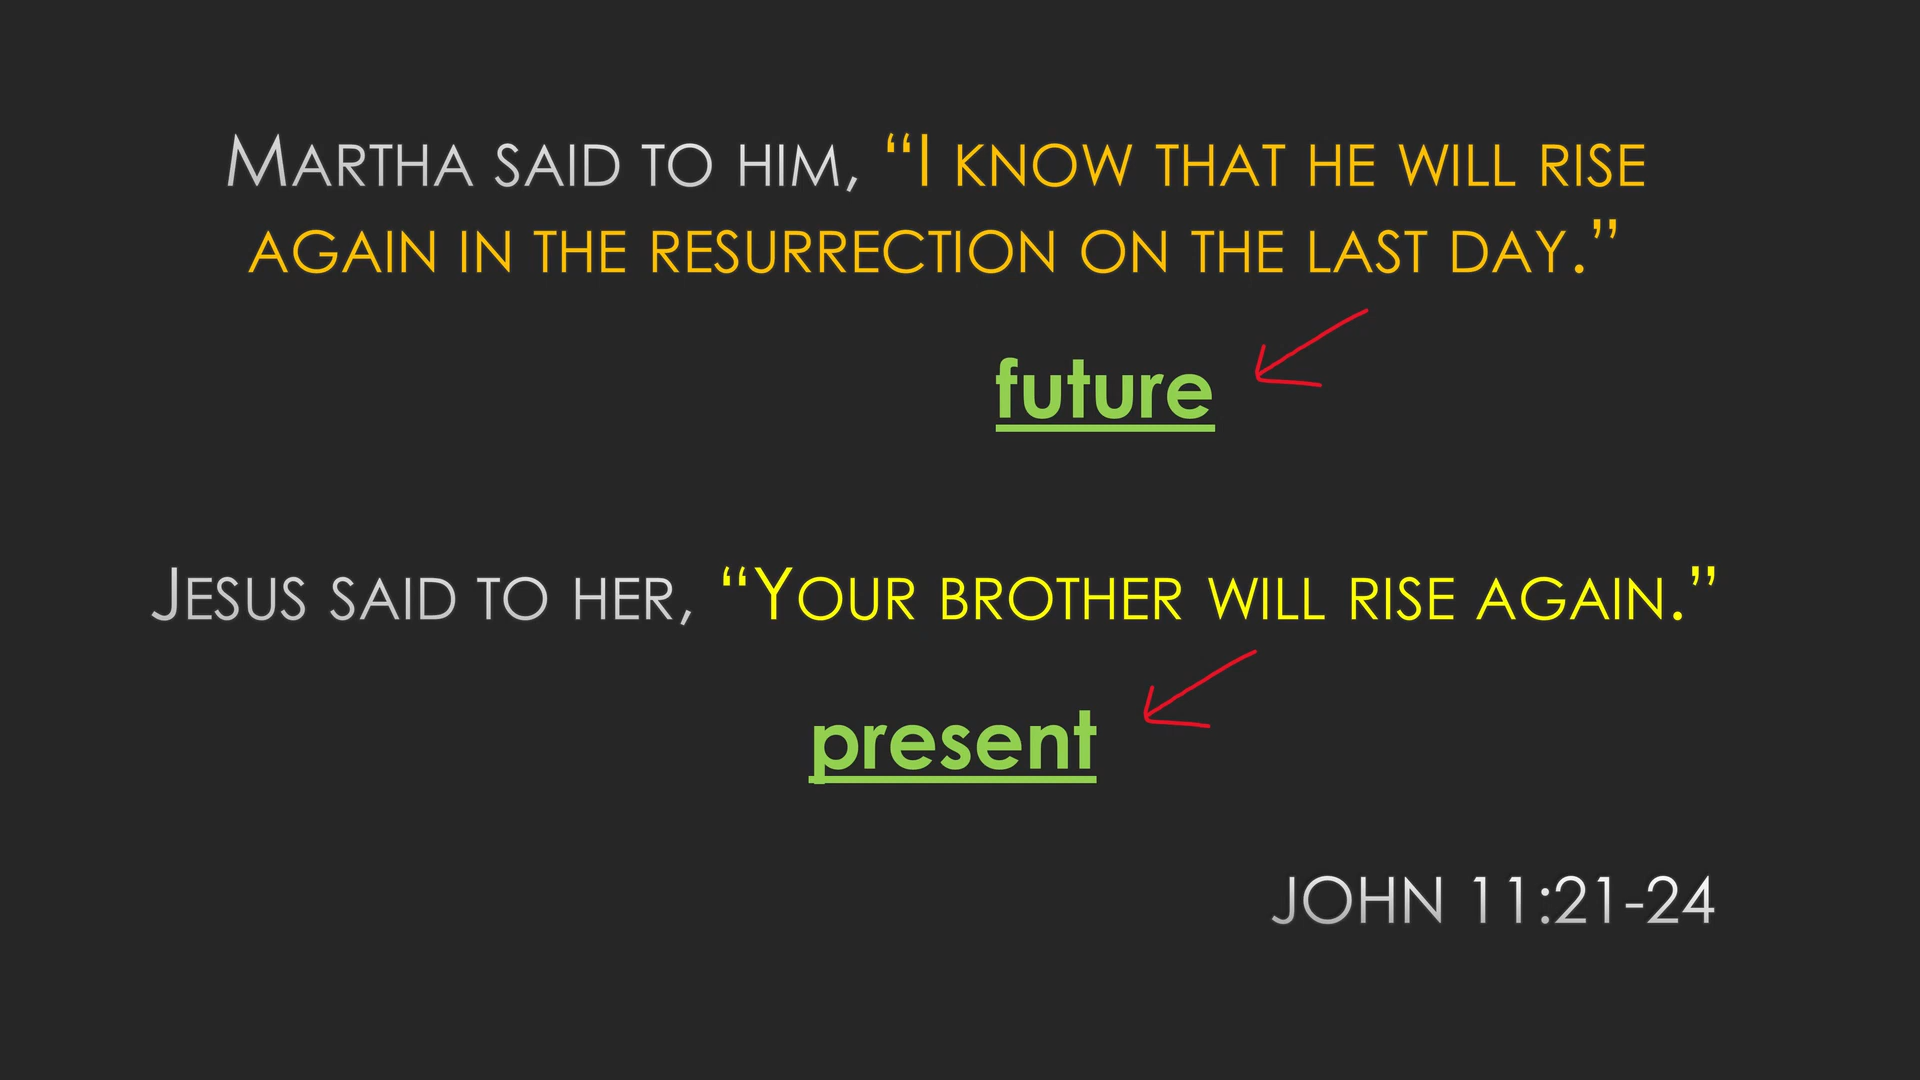 MARTHA SAID TO HIM, “I KNOW THAT HE WILL RISE
AGAIN IN THE RESURRECTION ON THE LAST DAY.”
future
JESUS SAID TO HER, “YOUR BROTHER WILL RISE AGAIN.”
present
JOHN 11:21-24